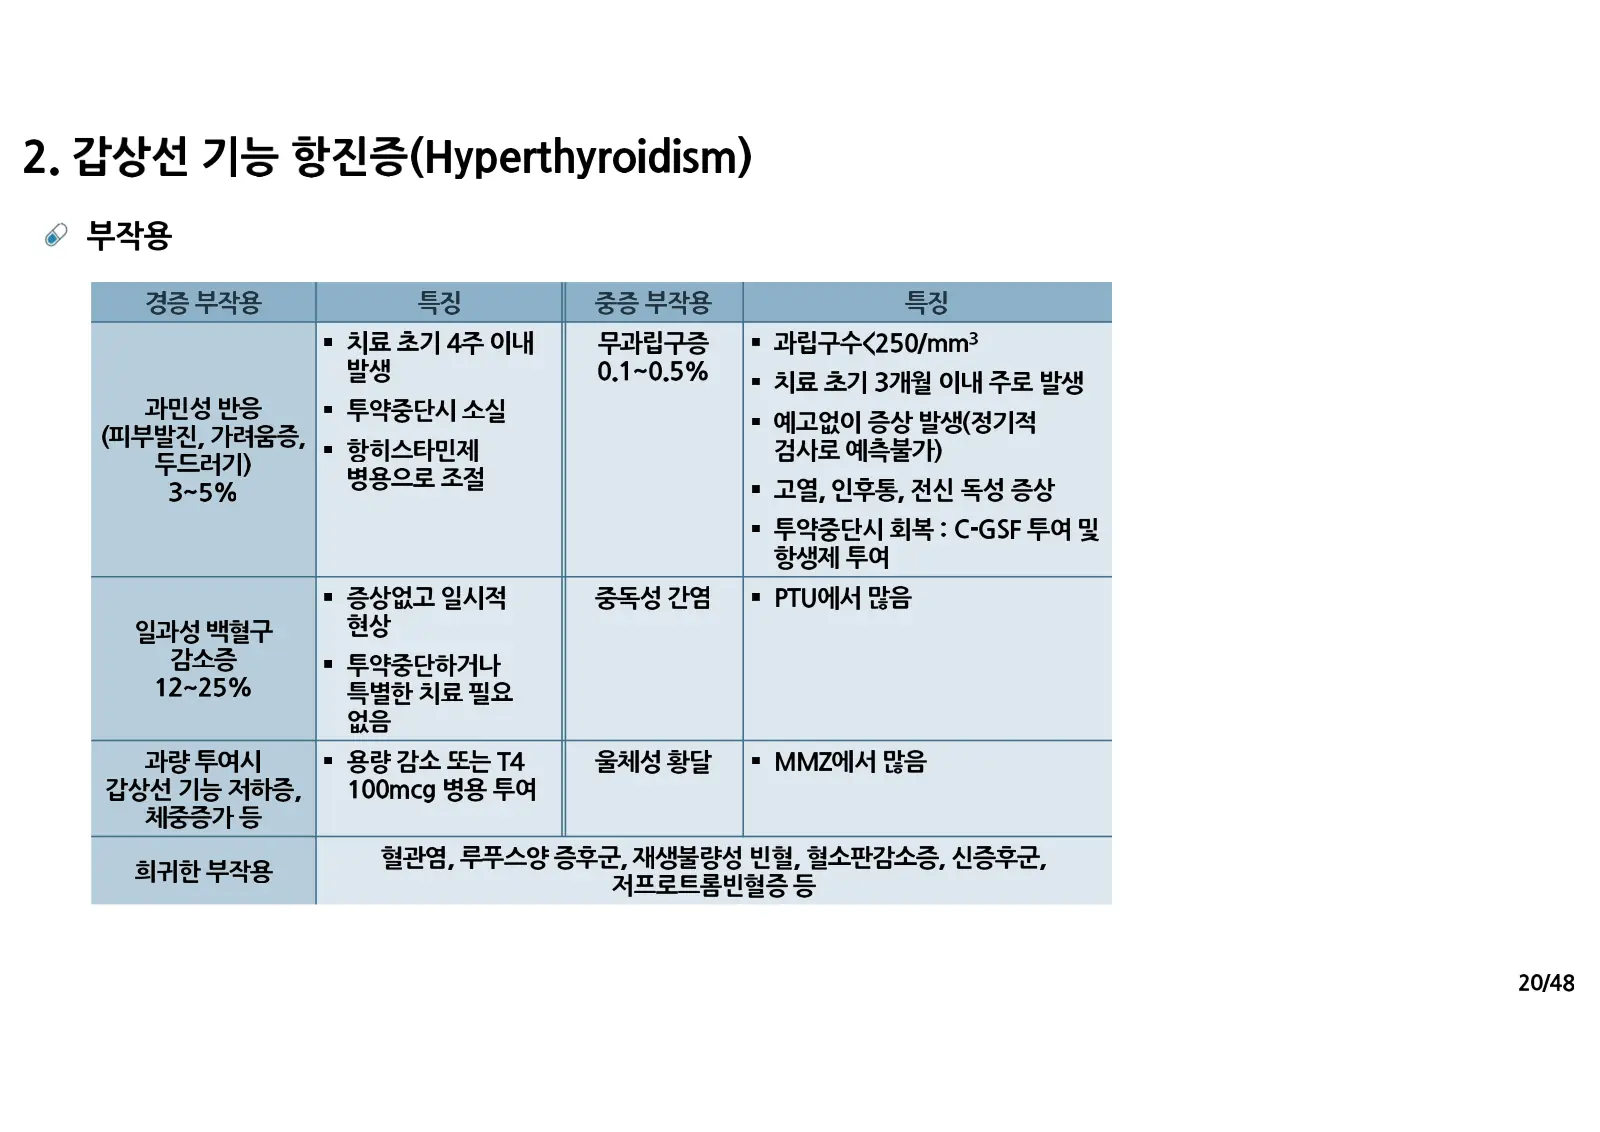 2. 갑상선 기능 항진증(Hyperthyroidism)
부작용
경증 부작용
특징
중증 부작용
특징
과민성 반응
(피부발진, 가려움증,
두드러기)
3~5%
▪ 치료 초기 4주 이내
발생
▪ 투약중단시 소실
▪ 항히스타민제
병용으로 조절
무과립구증
0.1~0.5%
▪ 과립구수<250/mm³
▪ 치료 초기 3개월 이내 주로 발생
▪ 예고없이 증상 발생(정기적
검사로 예측불가)
▪ 고열, 인후통, 전신 독성 증상
▪ 투약중단시 회복 : C-GSF 투여 및
항생제 투여
일과성 백혈구
감소증
12~25%
▪ 증상없고 일시적
현상
▪ 투약중단하거나
특별한 치료 필요
없음
중독성 간염
▪ PTU에서 많음
과량 투여시
갑상선 기능 저하증,
체중증가 등
▪ 용량 감소 또는 T4
100mcg 병용 투여
울체성 황달
▪ MMZ에서 많음
희귀한 부작용
혈관염, 루푸스양 증후군, 재생불량성 빈혈, 혈소판감소증, 신증후군,
저프로트롬빈혈증 등
20/48